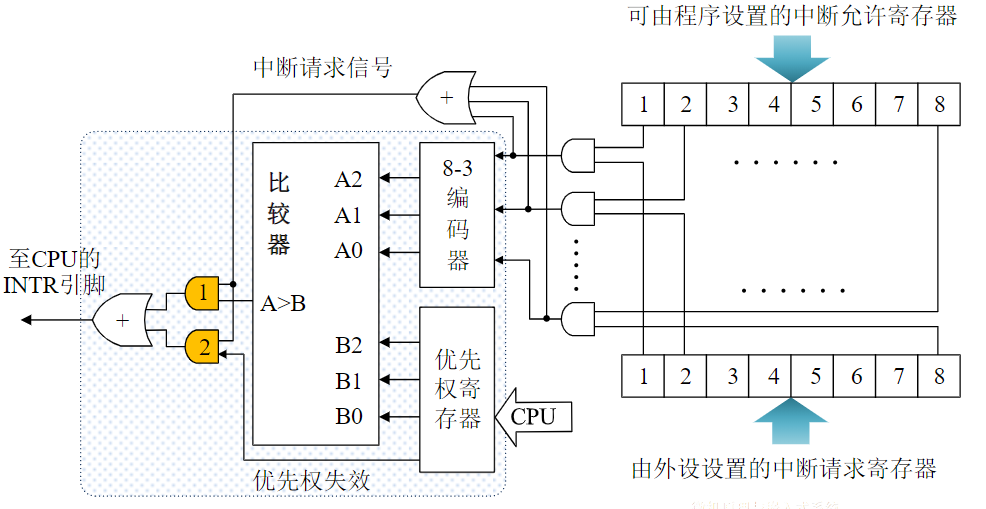 可由程序设置的中断允许寄存器
中断请求信号
+
1 2 3 4 5 6 7 8
······
比较器
A2
A1
A0
8-3
编
码
器
至CPU的
INTR引脚
+
1
2
A>B
B2
B1
B0
优先
权寄
存器
CPU
······
1 2 3 4 5 6 7 8
优先权失效
由外设设置的中断请求寄存器